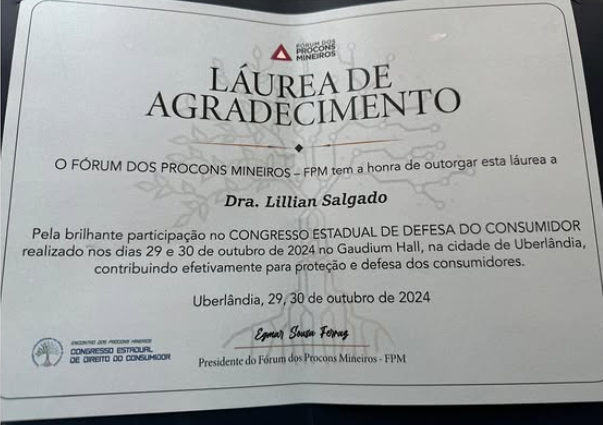 FÓRUM DOS
PROCONS
MINEIROS
LÁUREA DE
AGRADECIMENTO
O FÓRUM DOS PROCONS MINEIROS – FPM tem a honra de outorgar esta láurea a
Dra. Lillian Salgado
Pela brilhante participação no CONGRESSO ESTADUAL DE DEFESA DO CONSUMIDOR
realizado nos dias 29 e 30 de outubro de 2024 no Gaudium Hall, na cidade de Uberlândia,
contribuindo efetivamente para proteção e defesa dos consumidores.
Uberlândia, 29, 30 de outubro de 2024
Egmar Sousa Ferraz
Presidente do Fórum dos Procons Mineiros - FPM
ENCONTRO DOS PROCONS MINEIROS
CONGRESSO ESTADUAL
DE DIREITO DO CONSUMIDOR